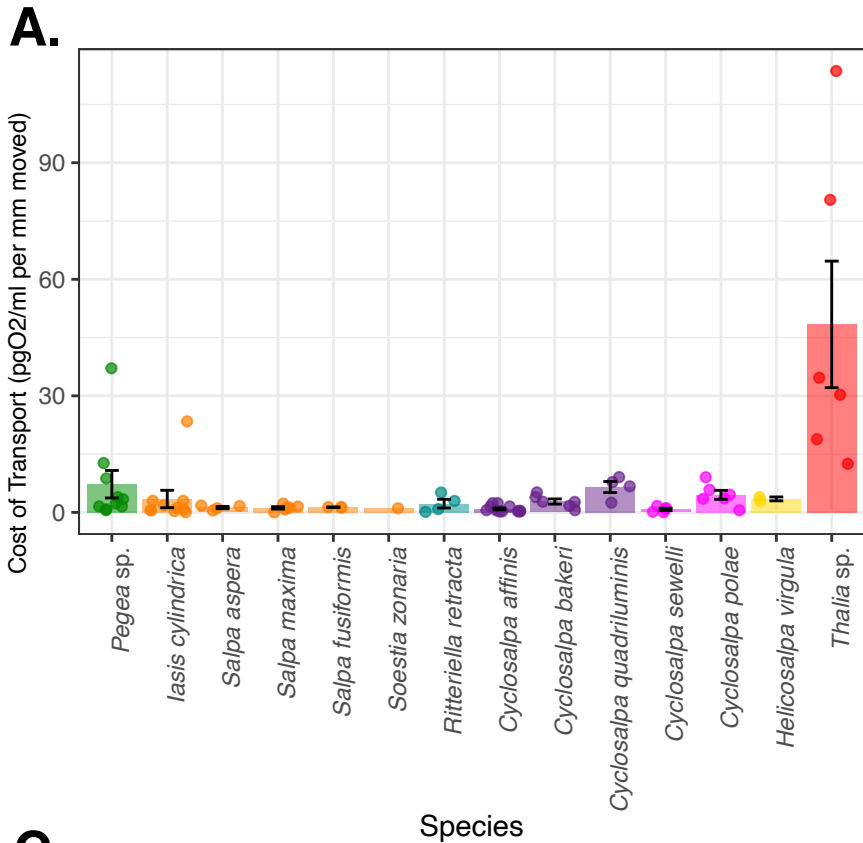 A.
Cost of Transport (pgO2/ml per mm moved)
90
60
30
0
Pegea sp.
Iasis cylindrica
Salpa aspera
Salpa maxima
Salpa fusiformis
Soestia zonaria
Ritteriella retracta
Cyclosalpa affinis
Cyclosalpa bakeri
Cyclosalpa quadriluminis
Cyclosalpa sewelli
Cyclosalpa polae
Helicosalpa virgula
Thalia sp.
Species